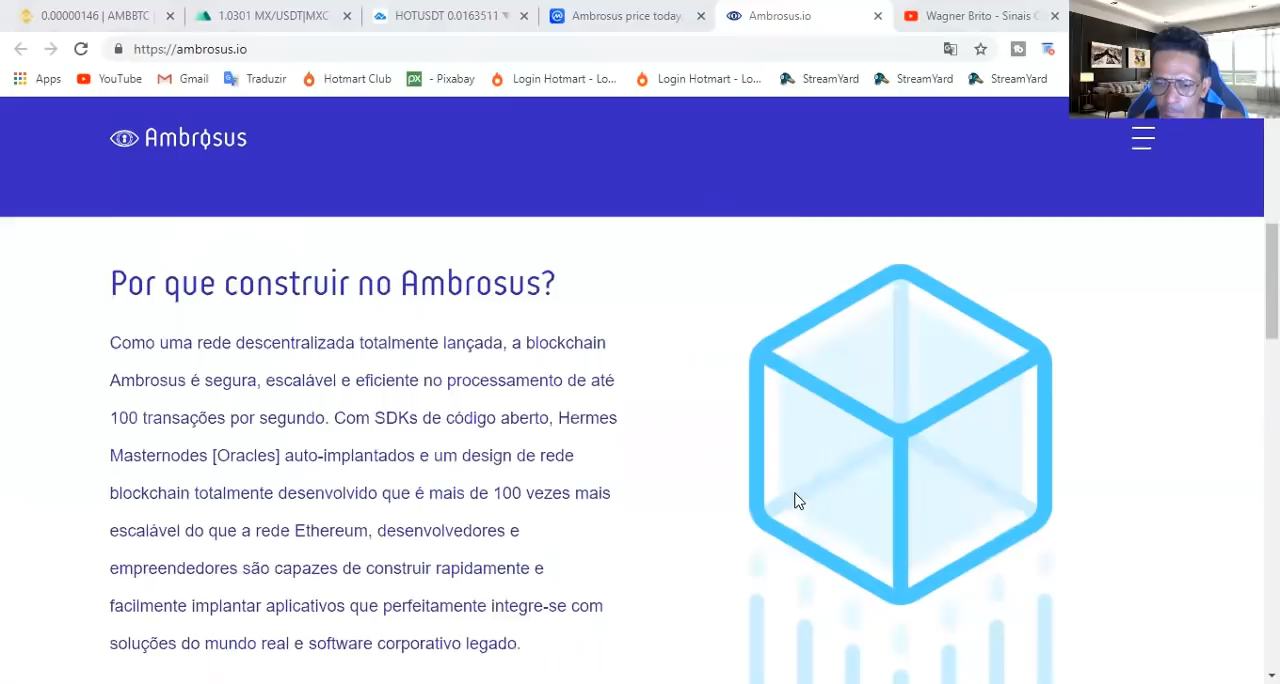 0.00000146 | AMBBTC
1.0301 MX/USDT|MXC
HOTUSDT 0.0163511
Ambrosus price today
Ambrosus.io
Wagner Brito - Sinais
https://ambrosus.io
Apps
YouTube
Gmail
Traduzir
Hotmart Club
- Pixabay
Login Hotmart - Lo...
Login Hotmart - Lo...
StreamYard
StreamYard
StreamYard
Ambrosus
Por que construir no Ambrosus?
Como uma rede descentralizada totalmente lançada, a blockchain
Ambrosus é segura, escalável e eficiente no processamento de até
100 transações por segundo. Com SDKs de código aberto, Hermes
Masternodes [Oracles] auto-implantados e um design de rede
blockchain totalmente desenvolvido que é mais de 100 vezes mais
escalável do que a rede Ethereum, desenvolvedores e
empreendedores são capazes de construir rapidamente e
facilmente implantar aplicativos que perfeitamente integre-se com
soluções do mundo real e software corporativo legado.